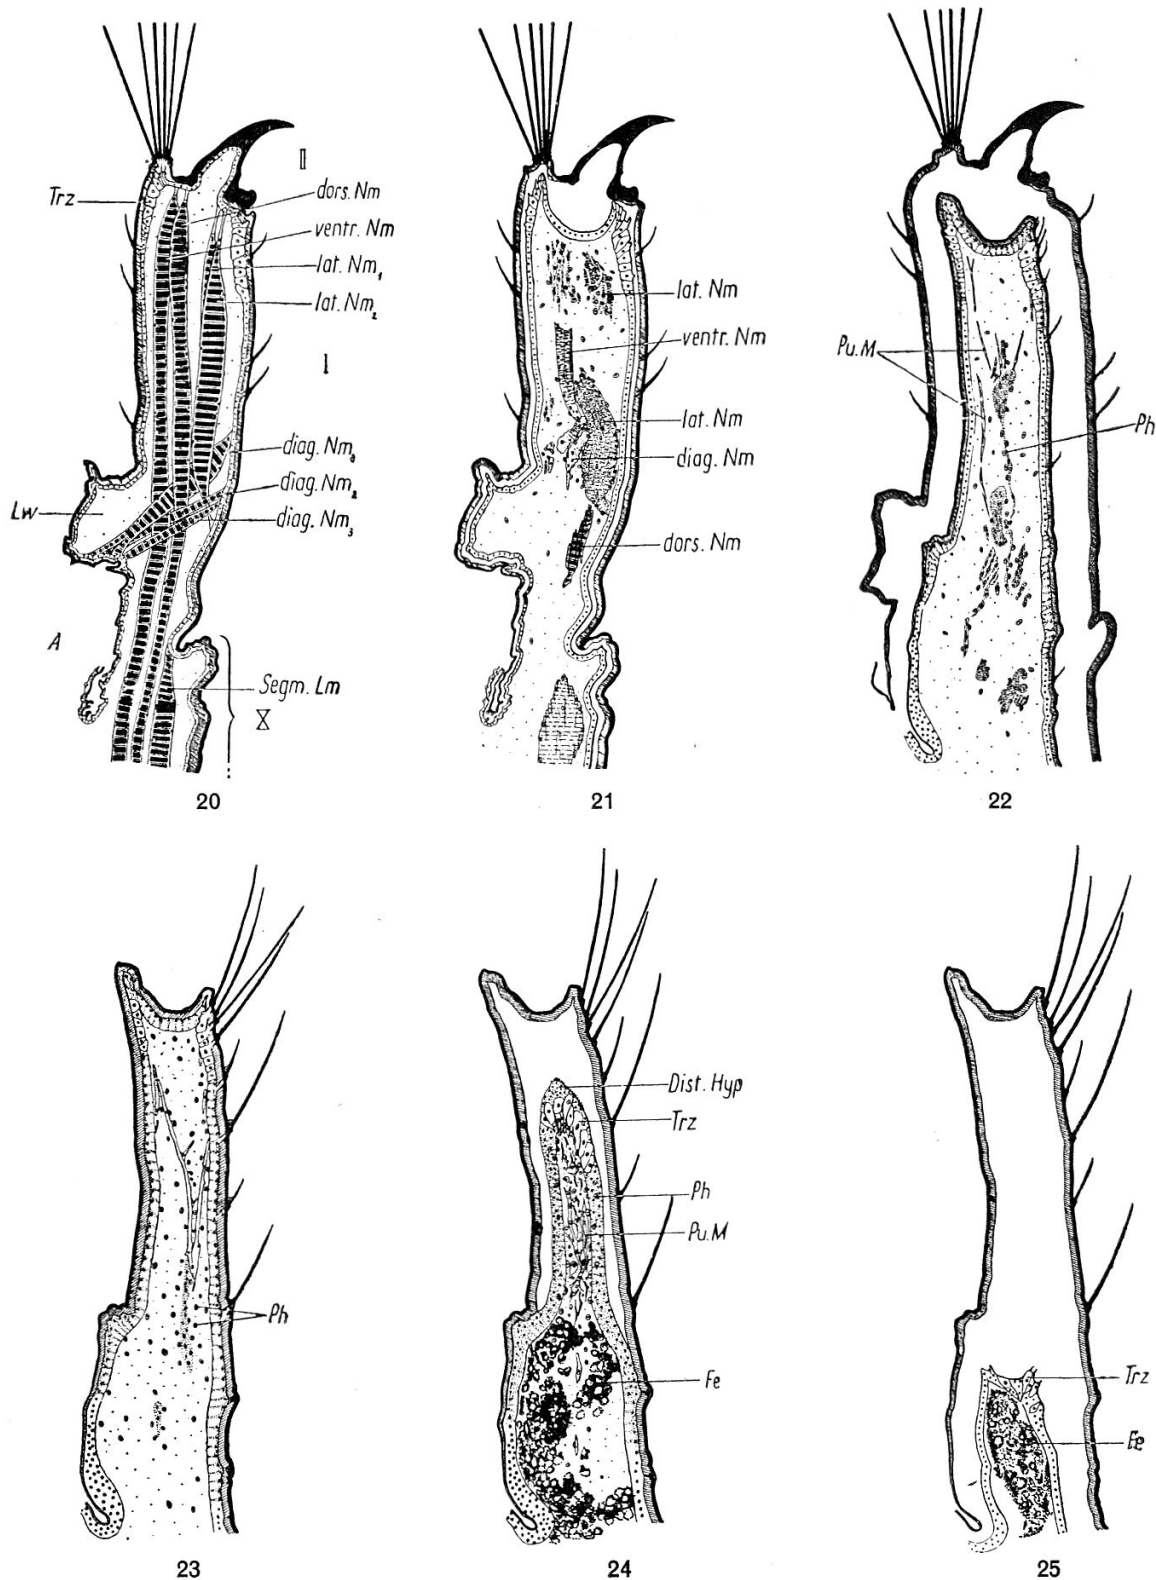 II
Trz
dors. Nm
ventr. Nm
lat. Nm₁
lat. Nm₂
I
diag. Nm₁
diag. Nm₂
diag. Nm₃
Lw
A
Segm. Lm
X
20
lat. Nm
ventr. Nm
lat. Nm
diag. Nm
dors. Nm
21
Pu.M
Ph
22
Ph
23
Dist. Hyp
Trz
Ph
Pu.M
Fe
24
Trz
Fe
25